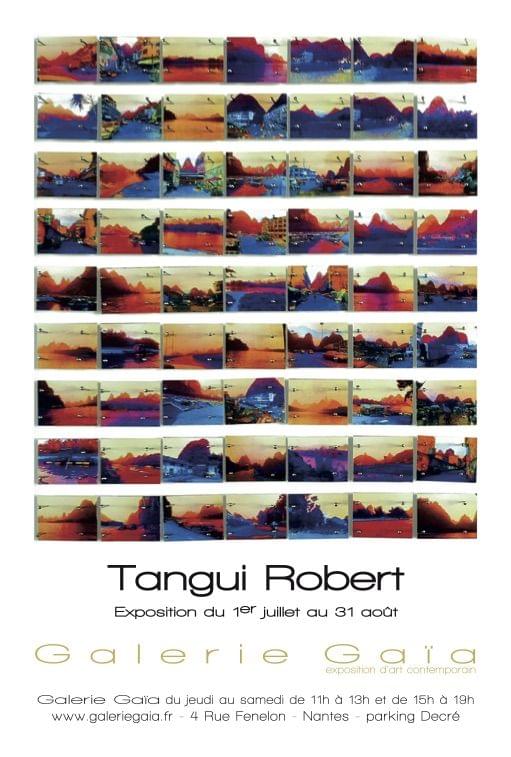 Tangui Robert
Exposition du 1er juillet au 31 août
Galerie Gaïa
exposition d'art contemporain
Galerie Gaïa du jeudi au samedi de 11h à 13h et de 15h à 19h
www.galeriegaia.fr - 4 Rue Fenelon - Nantes - parking Decré